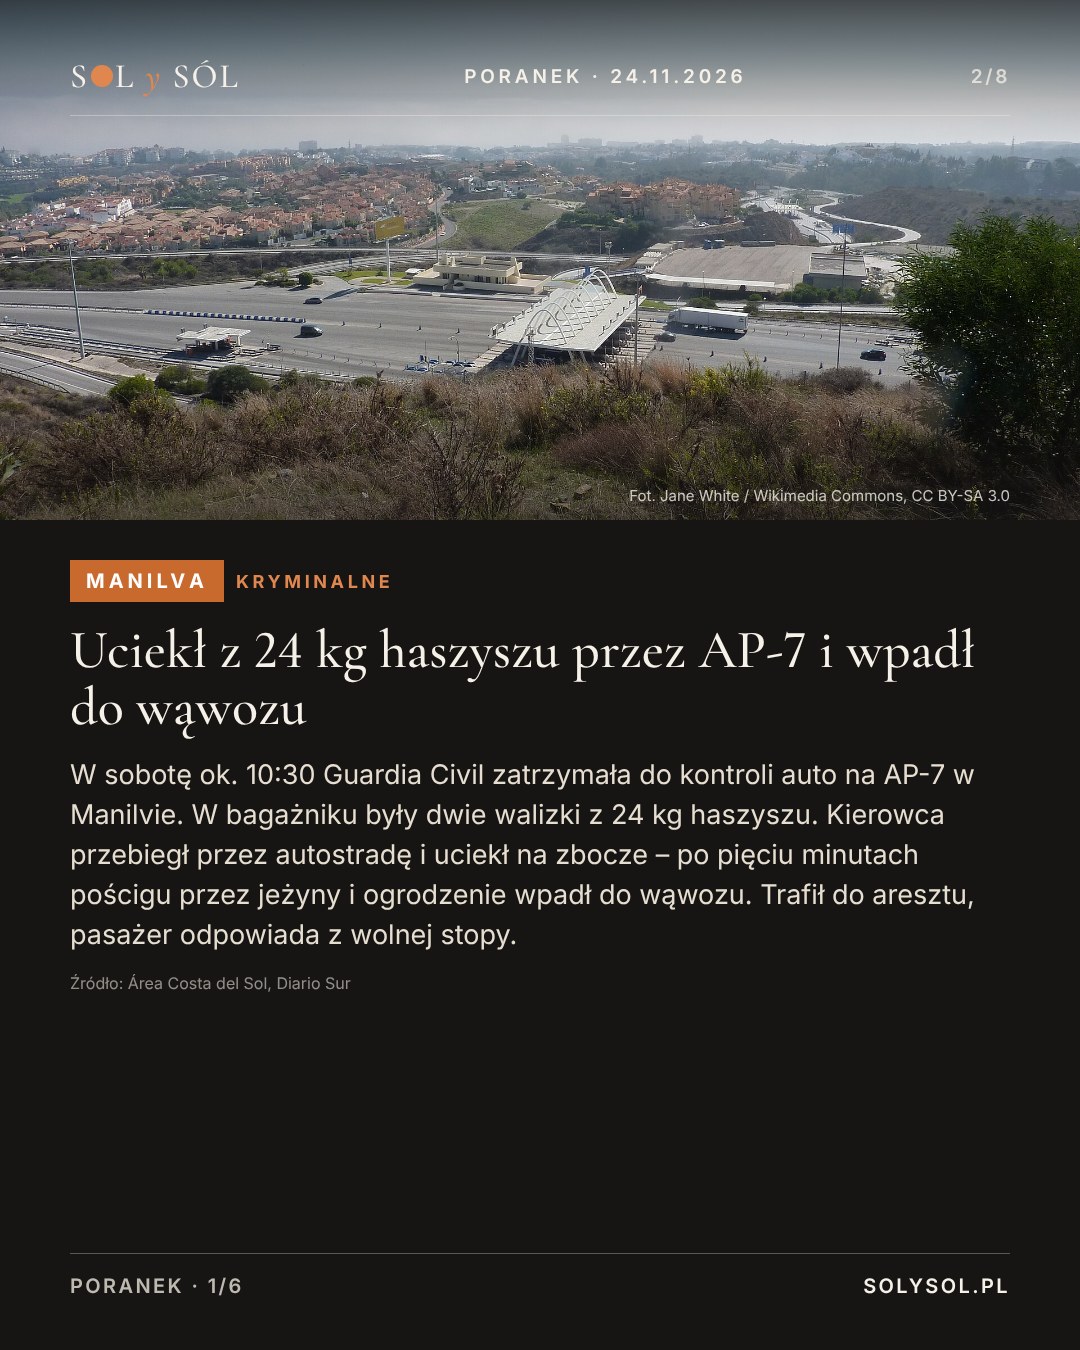 SOL y SÓL
PORANEK · 24.11.2026
2/8
Fot. Jane White / Wikimedia Commons, CC BY-SA 3.0
MANILVA
KRYMINALNE
Uciekł z 24 kg haszyszu przez AP-7 i wpadł
do wąwozu
W sobotę ok. 10:30 Guardia Civil zatrzymała do kontroli auto na AP-7 w
Manilvie. W bagażniku były dwie walizki z 24 kg haszyszu. Kierowca
przebiegł przez autostradę i uciekł na zbocze – po pięciu minutach
pościgu przez jeżyny i ogrodzenie wpadł do wąwozu. Trafił do aresztu,
pasażer odpowiada z wolnej stopy.
Źródło: Área Costa del Sol, Diario Sur
PORANEK · 1/6
SOLYSOL.PL